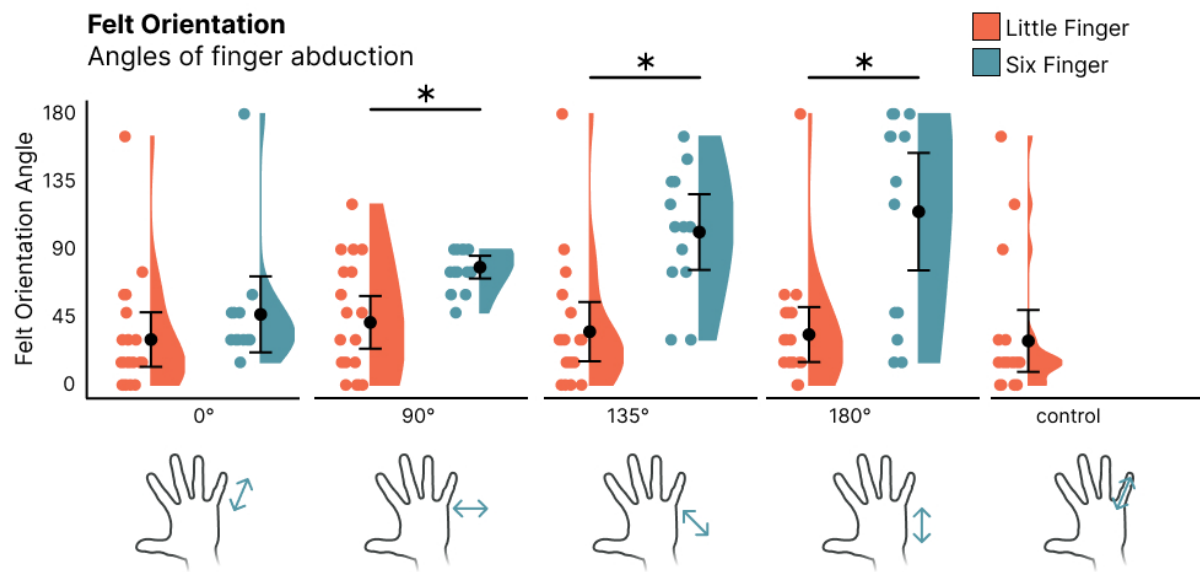 Felt Orientation
Angles of finger abduction
Little Finger
Six Finger
Felt Orientation Angle
180
135
90
45
0
*
*
*
0°
90°
135°
180°
control